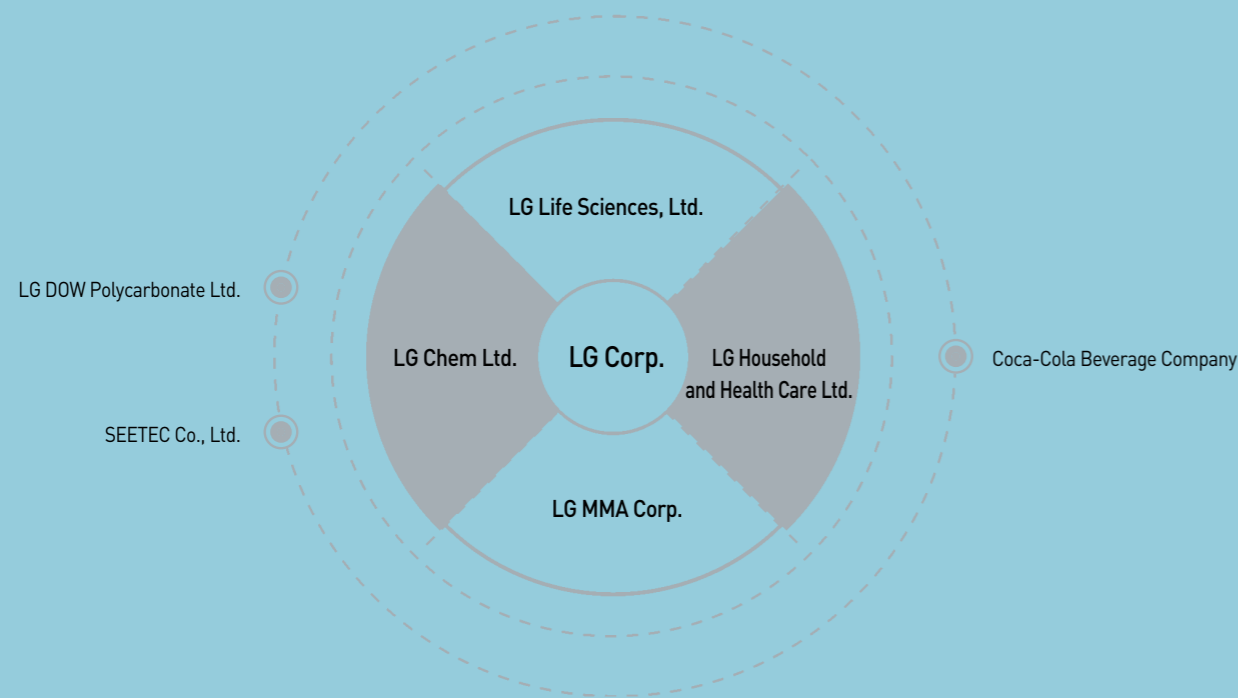 LG Life Sciences, Ltd.
LG DOW Polycarbonate Ltd.
LG Chem Ltd.
LG Corp.
LG Household
and Health Care Ltd.
Coca-Cola Beverage Company
SEETEC Co., Ltd.
LG MMA Corp.